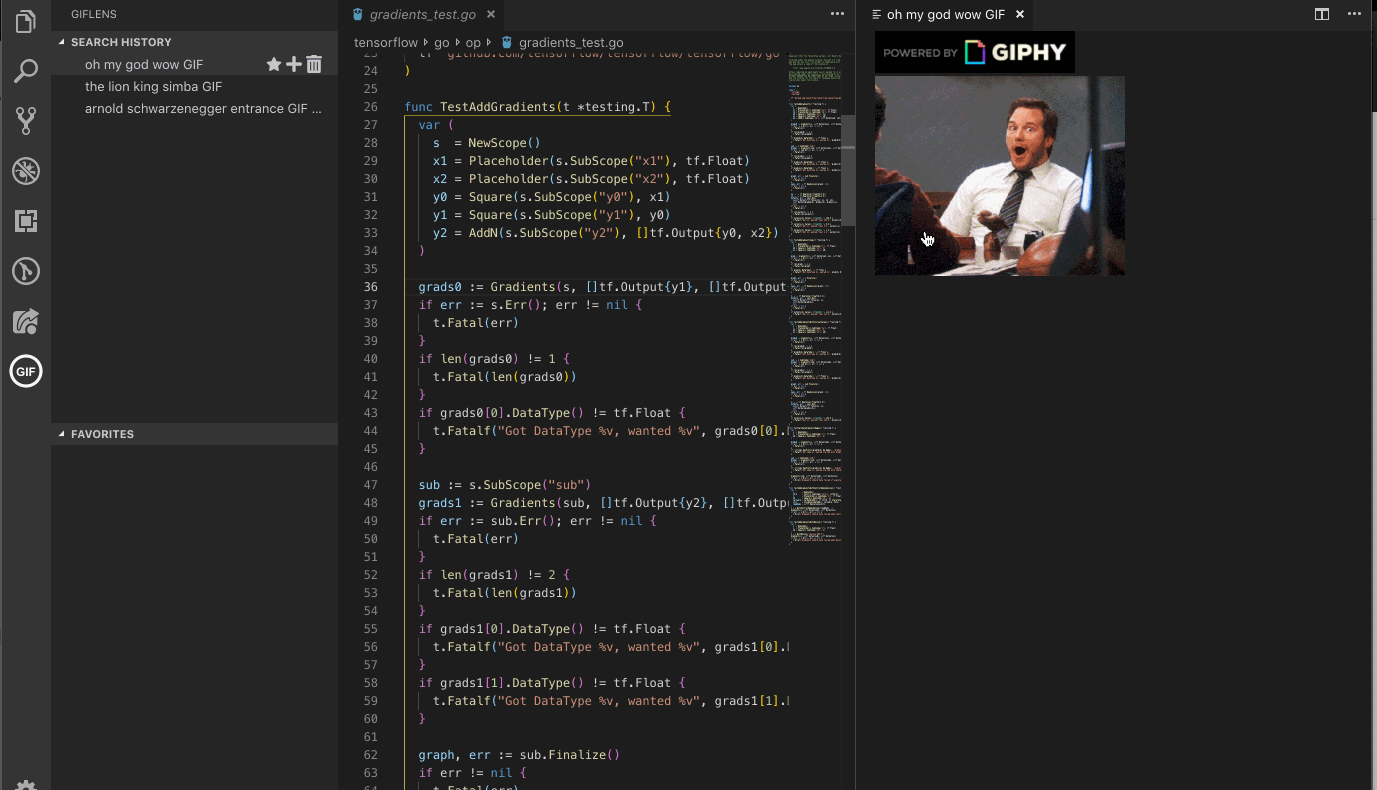 GIFLENS
SEARCH HISTORY
oh my god wow GIF
the lion king simba GIF
arnold schwarzenegger entrance GIF ...
FAVORITES
GIF
gradients_test.go
tensorflow
go
op
gradients_test.go
24 )
25
26 func TestAddGradients(t *testing.T) {
27 var (
28 s = NewScope()
29 x1 = Placeholder(s.SubScope("x1"), tf.Float)
30 x2 = Placeholder(s.SubScope("x2"), tf.Float)
31 y0 = Square(s.SubScope("y0"), x1)
32 y1 = Square(s.SubScope("y1"), y0)
33 y2 = AddN(s.SubScope("y2"), []tf.Output{y0, x2})
34 )
35
36 grads0 := Gradients(s, []tf.Output{y1}, []tf.Output
37 if err := s.Err(); err != nil {
38 t.Fatal(err)
39 }
40 if len(grads0) != 1 {
41 t.Fatal(len(grads0))
42 }
43 if grads0[0].DataType() != tf.Float {
44 t.Fatalf("Got DataType %v, wanted %v", grads0[0].
45 }
46
47 sub := s.SubScope("sub")
48 grads1 := Gradients(sub, []tf.Output{y2}, []tf.Outp
49 if err := sub.Err(); err != nil {
50 t.Fatal(err)
51 }
52 if len(grads1) != 2 {
53 t.Fatal(len(grads1))
54 }
55 if grads1[0].DataType() != tf.Float {
56 t.Fatalf("Got DataType %v, wanted %v", grads1[0].
57 }
58 if grads1[1].DataType() != tf.Float {
59 t.Fatalf("Got DataType %v, wanted %v", grads1[1].
60 }
61
62 graph, err := sub.Finalize()
63 if err != nil {
oh my god wow GIF
POWERED BY GIPHY